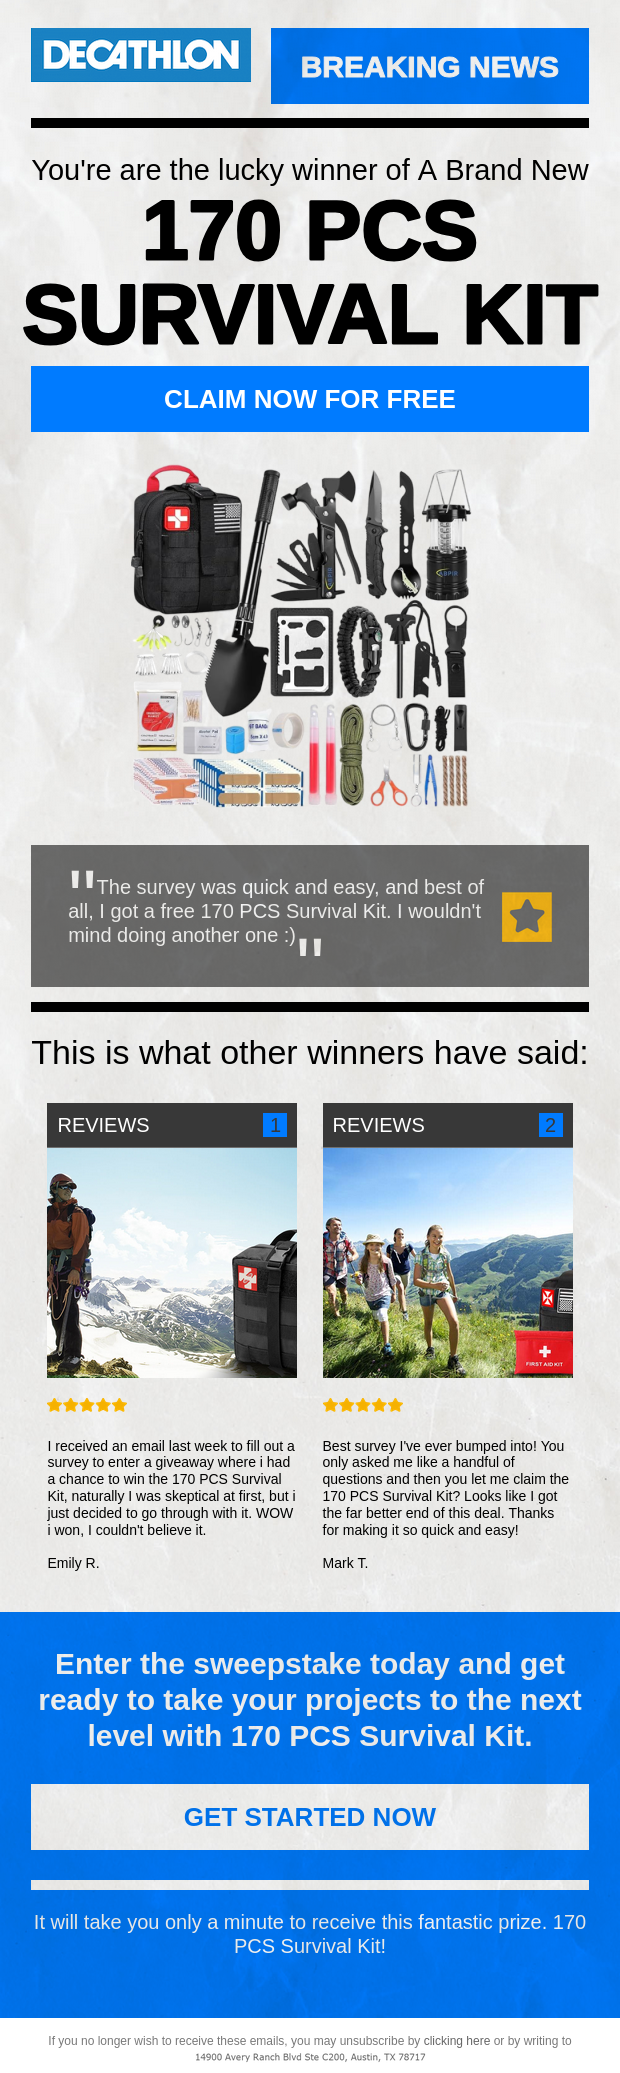 DECATHLON
BREAKING NEWS
You're are the lucky winner of A Brand New
170 PCS
SURVIVAL KIT
CLAIM NOW FOR FREE
"The survey was quick and easy, and best of
all, I got a free 170 PCS Survival Kit. I wouldn't
mind doing another one :)"
This is what other winners have said:
REVIEWS 1
REVIEWS 2
FIRST AID KIT
I received an email last week to fill out a
survey to enter a giveaway where i had
a chance to win the 170 PCS Survival
Kit, naturally I was skeptical at first, but i
just decided to go through with it. WOW
i won, I couldn't believe it.
Emily R.
Best survey I've ever bumped into! You
only asked me like a handful of
questions and then you let me claim the
170 PCS Survival Kit? Looks like I got
the far better end of this deal. Thanks
for making it so quick and easy!
Mark T.
Enter the sweepstake today and get
ready to take your projects to the next
level with 170 PCS Survival Kit.
GET STARTED NOW
It will take you only a minute to receive this fantastic prize. 170
PCS Survival Kit!
If you no longer wish to receive these emails, you may unsubscribe by clicking here or by writing to
14900 Avery Ranch Blvd Ste C200, Austin, TX 78717